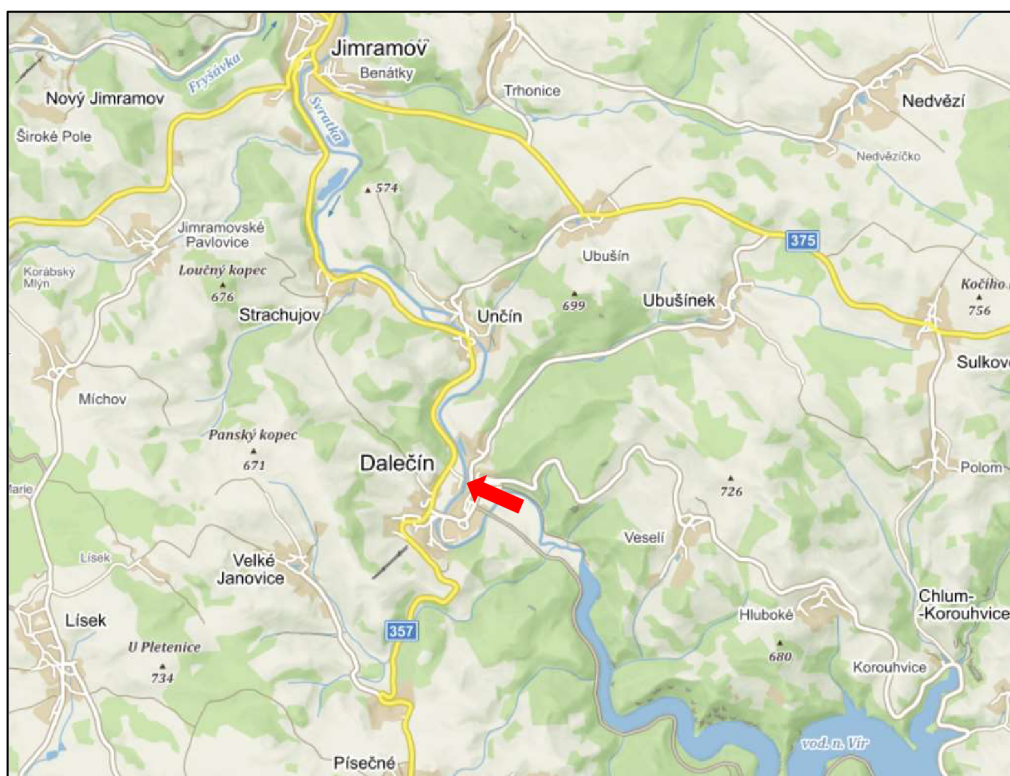 Jimramov
Benátky
Fryšávka
Nový Jimramov
Široké Pole
Svratka
Trhonice
Nedvězí
Nedvězíčko
574
Jimramovské
Pavlovice
Korábský
Mlýn
Loučný kopec
676
Strachujov
Unčín
Ubušín
699
375
Ubušínek
Kočího
756
Sulkove
Míchov
Panský kopec
671
Dalečín
726
Polom
Marie
Lísek
Velké
Janovice
Veselí
Lísek
U Pletenice
734
357
Hluboké
680
Chlum-
-Korouhvice
Korouhvice
vod. n. Vír
Písečné